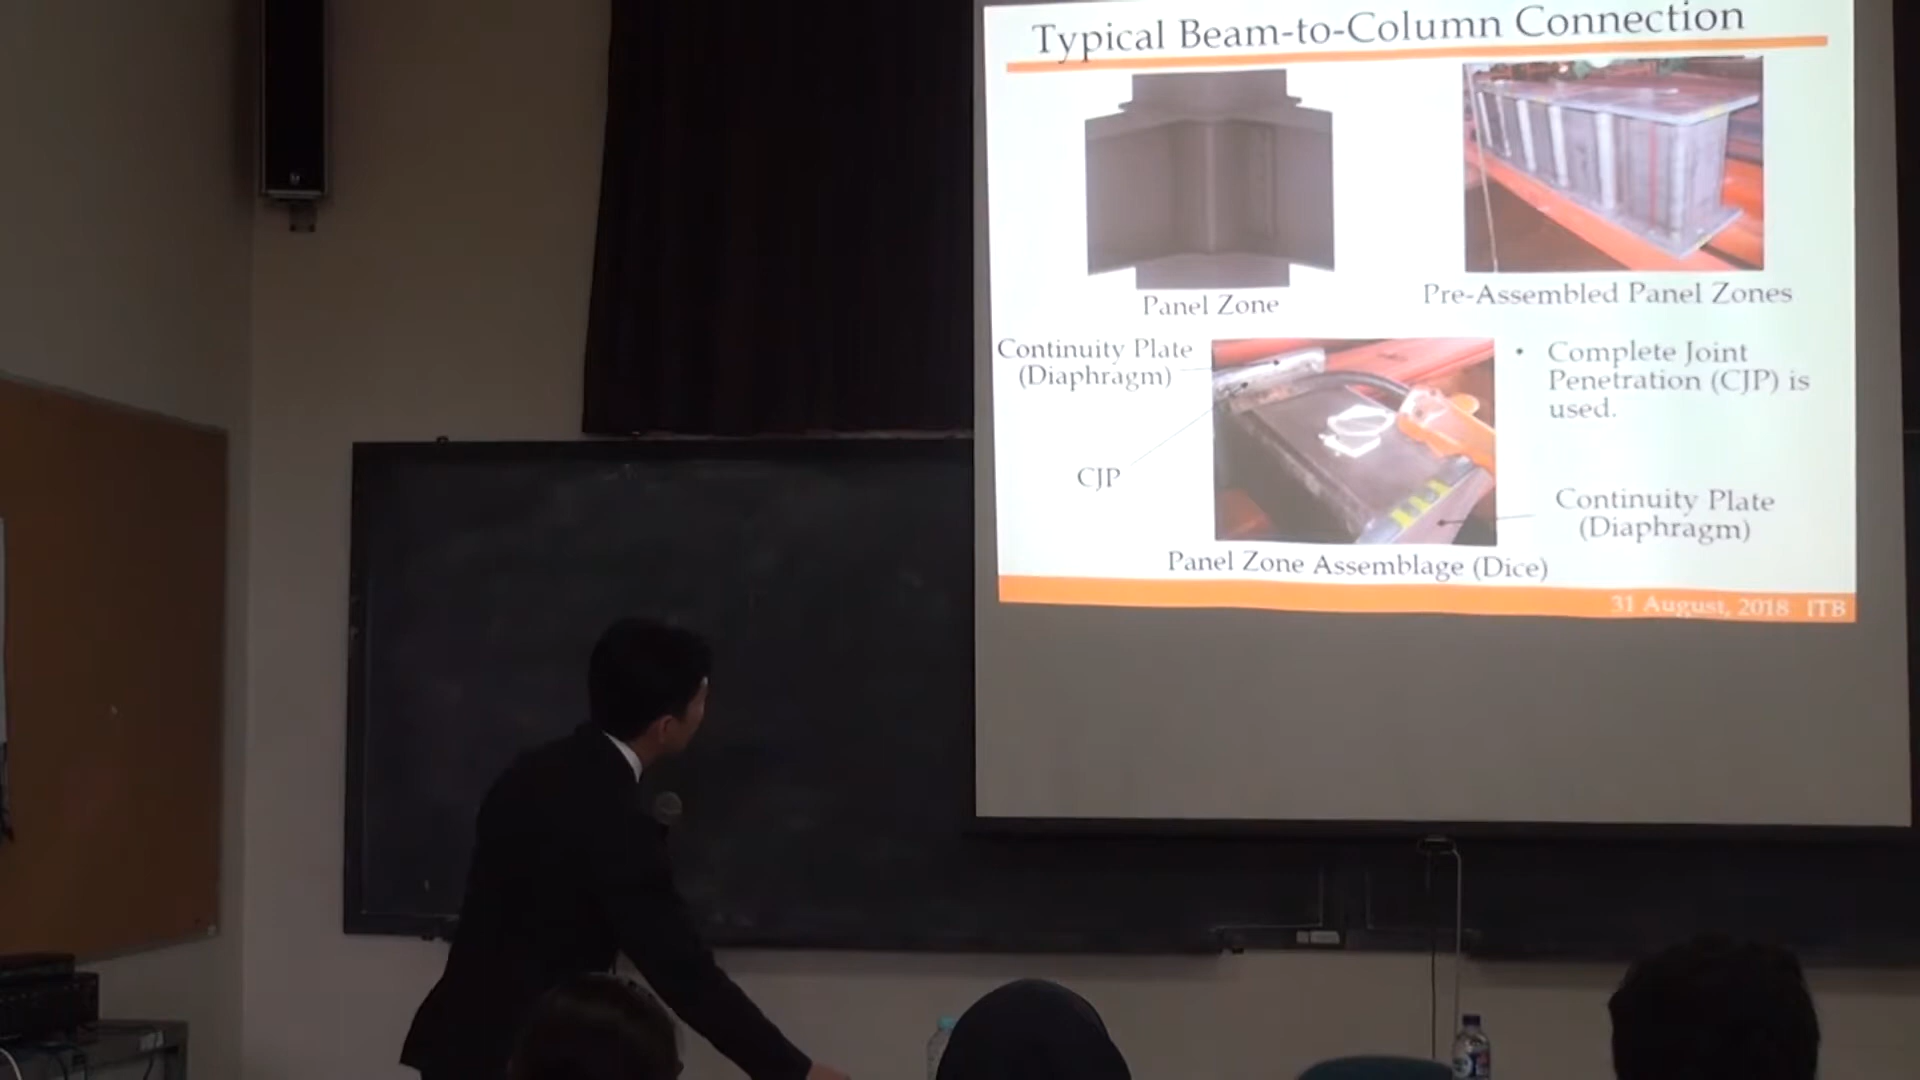 Typical Beam-to-Column Connection
Panel Zone
Pre-Assembled Panel Zones
Continuity Plate
(Diaphragm)
CJP
• Complete Joint
Penetration (CJP) is
used.
Continuity Plate
(Diaphragm)
Panel Zone Assemblage (Dice)
31 August, 2018 ITB